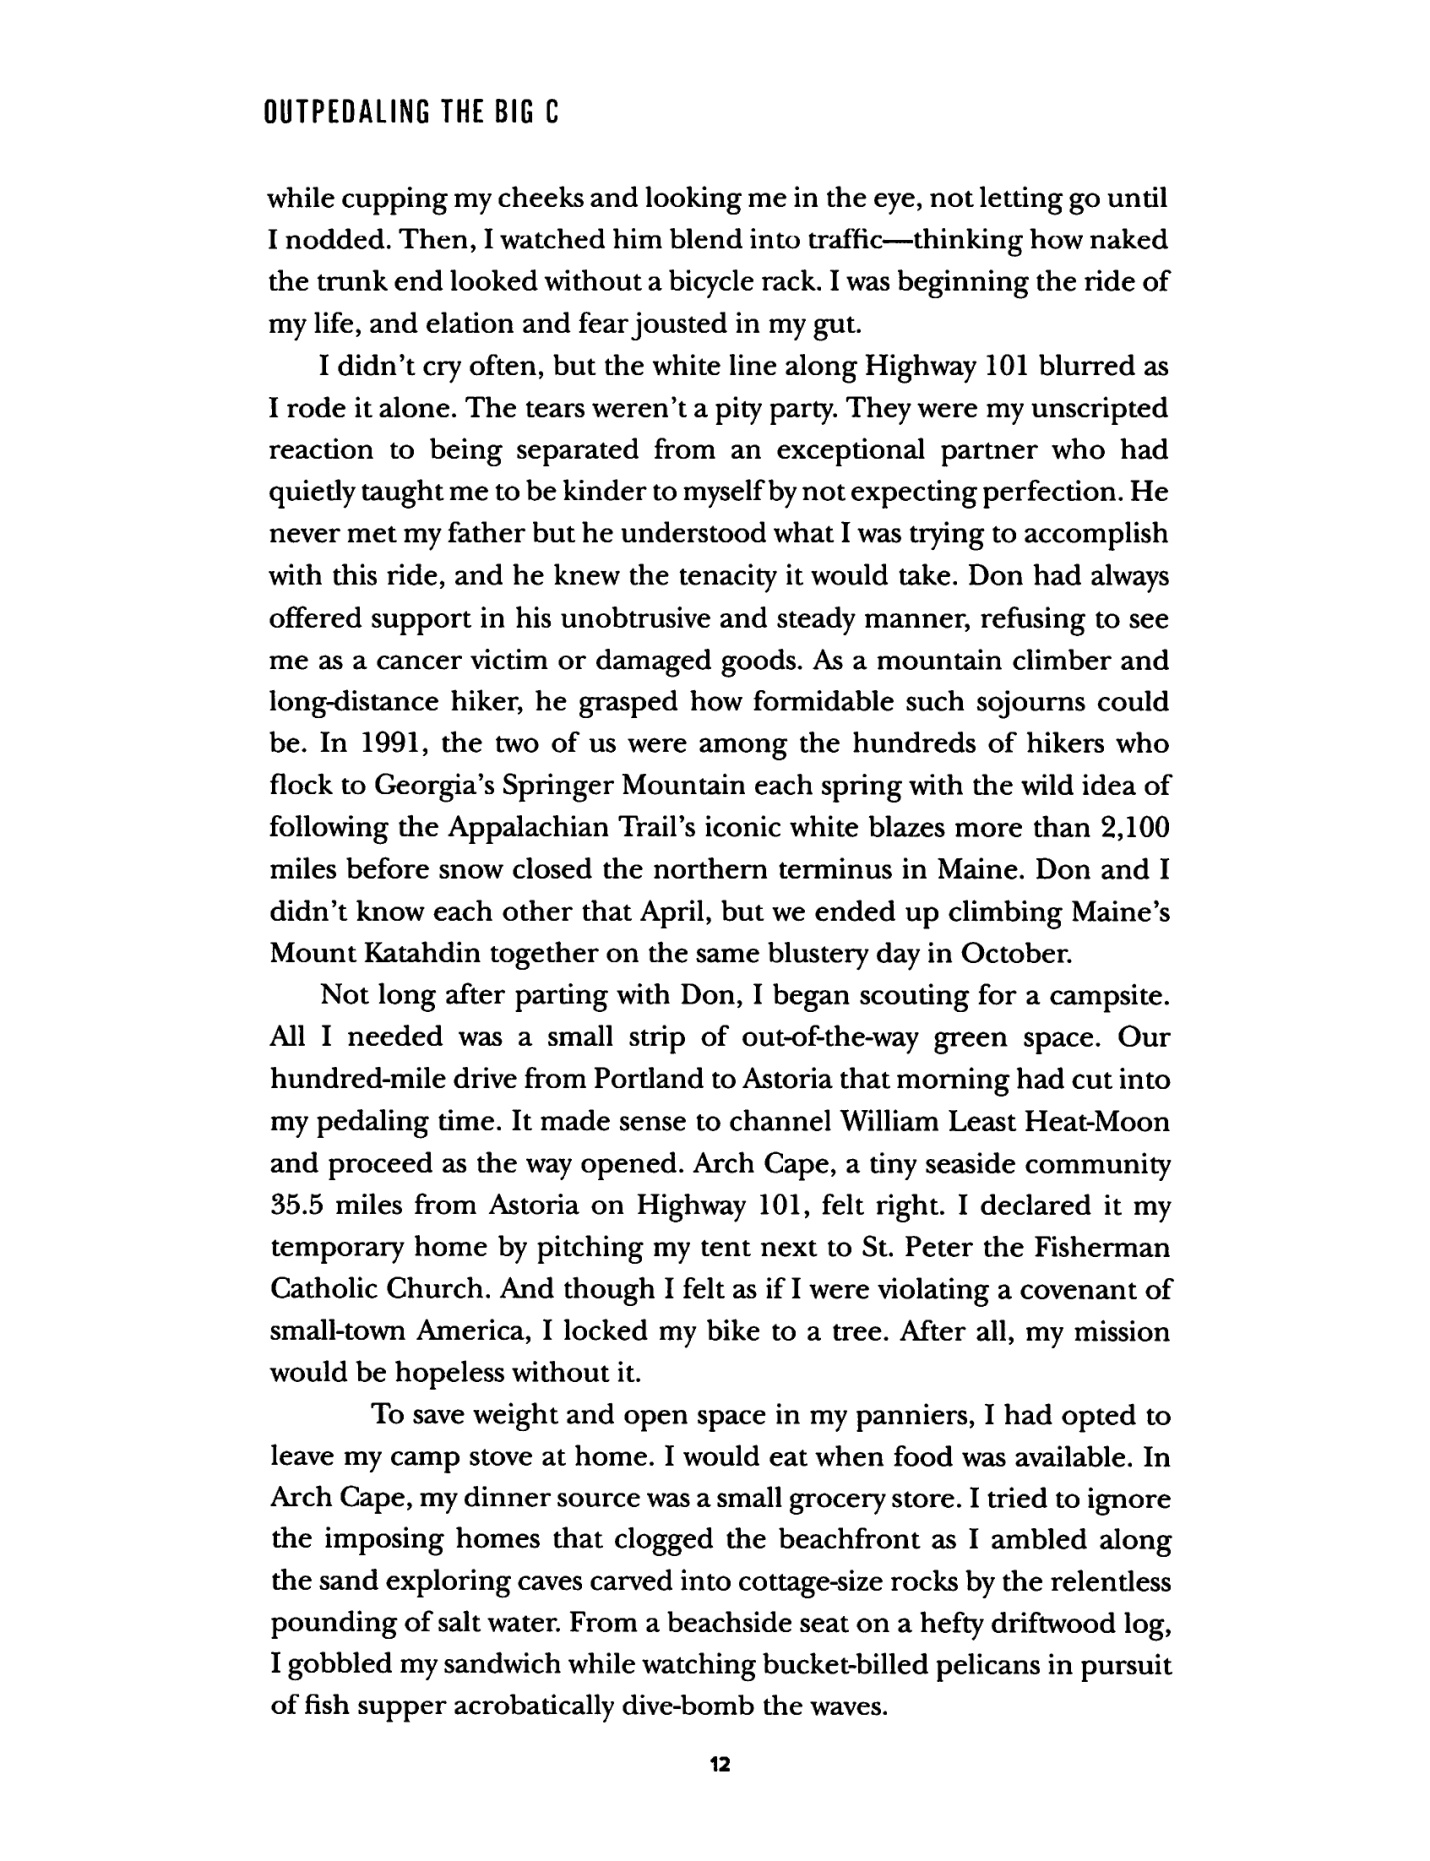 OUTPEDALING THE BIG C
while cupping my cheeks and looking me in the eye, not letting go until
I nodded. Then, I watched him blend into traffic—thinking how naked
the trunk end looked without a bicycle rack. I was beginning the ride of
my life, and elation and fear jousted in my gut.
I didn't cry often, but the white line along Highway 101 blurred as
I rode it alone. The tears weren't a pity party. They were my unscripted
reaction to being separated from an exceptional partner who had
quietly taught me to be kinder to myself by not expecting perfection. He
never met my father but he understood what I was trying to accomplish
with this ride, and he knew the tenacity it would take. Don had always
offered support in his unobtrusive and steady manner, refusing to see
me as a cancer victim or damaged goods. As a mountain climber and
long-distance hiker, he grasped how formidable such sojourns could
be. In 1991, the two of us were among the hundreds of hikers who
flock to Georgia's Springer Mountain each spring with the wild idea of
following the Appalachian Trail's iconic white blazes more than 2,100
miles before snow closed the northern terminus in Maine. Don and I
didn't know each other that April, but we ended up climbing Maine's
Mount Katahdin together on the same blustery day in October.
Not long after parting with Don, I began scouting for a campsite.
All I needed was a small strip of out-of-the-way green space. Our
hundred-mile drive from Portland to Astoria that morning had cut into
my pedaling time. It made sense to channel William Least Heat-Moon
and proceed as the way opened. Arch Cape, a tiny seaside community
35.5 miles from Astoria on Highway 101, felt right. I declared it my
temporary home by pitching my tent next to St. Peter the Fisherman
Catholic Church. And though I felt as if I were violating a covenant of
small-town America, I locked my bike to a tree. After all, my mission
would be hopeless without it.
To save weight and open space in my panniers, I had opted to
leave my camp stove at home. I would eat when food was available. In
Arch Cape, my dinner source was a small grocery store. I tried to ignore
the imposing homes that clogged the beachfront as I ambled along
the sand exploring caves carved into cottage-size rocks by the relentless
pounding of salt water. From a beachside seat on a hefty driftwood log,
I gobbled my sandwich while watching bucket-billed pelicans in pursuit
of fish supper acrobatically dive-bomb the waves.
12